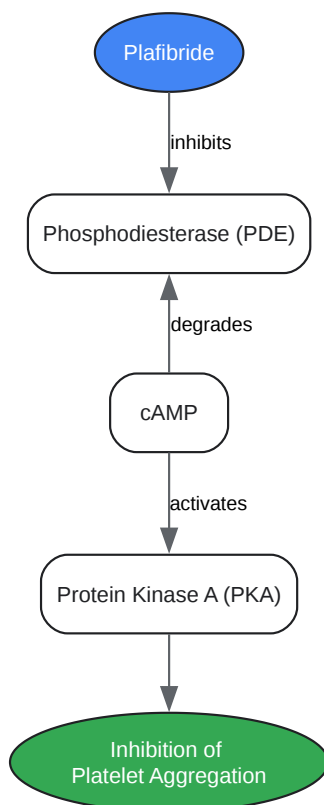 Plafibride
inhibits
Phosphodiesterase (PDE)
degrades
cAMP
activates
Protein Kinase A (PKA)
Inhibition of
Platelet Aggregation